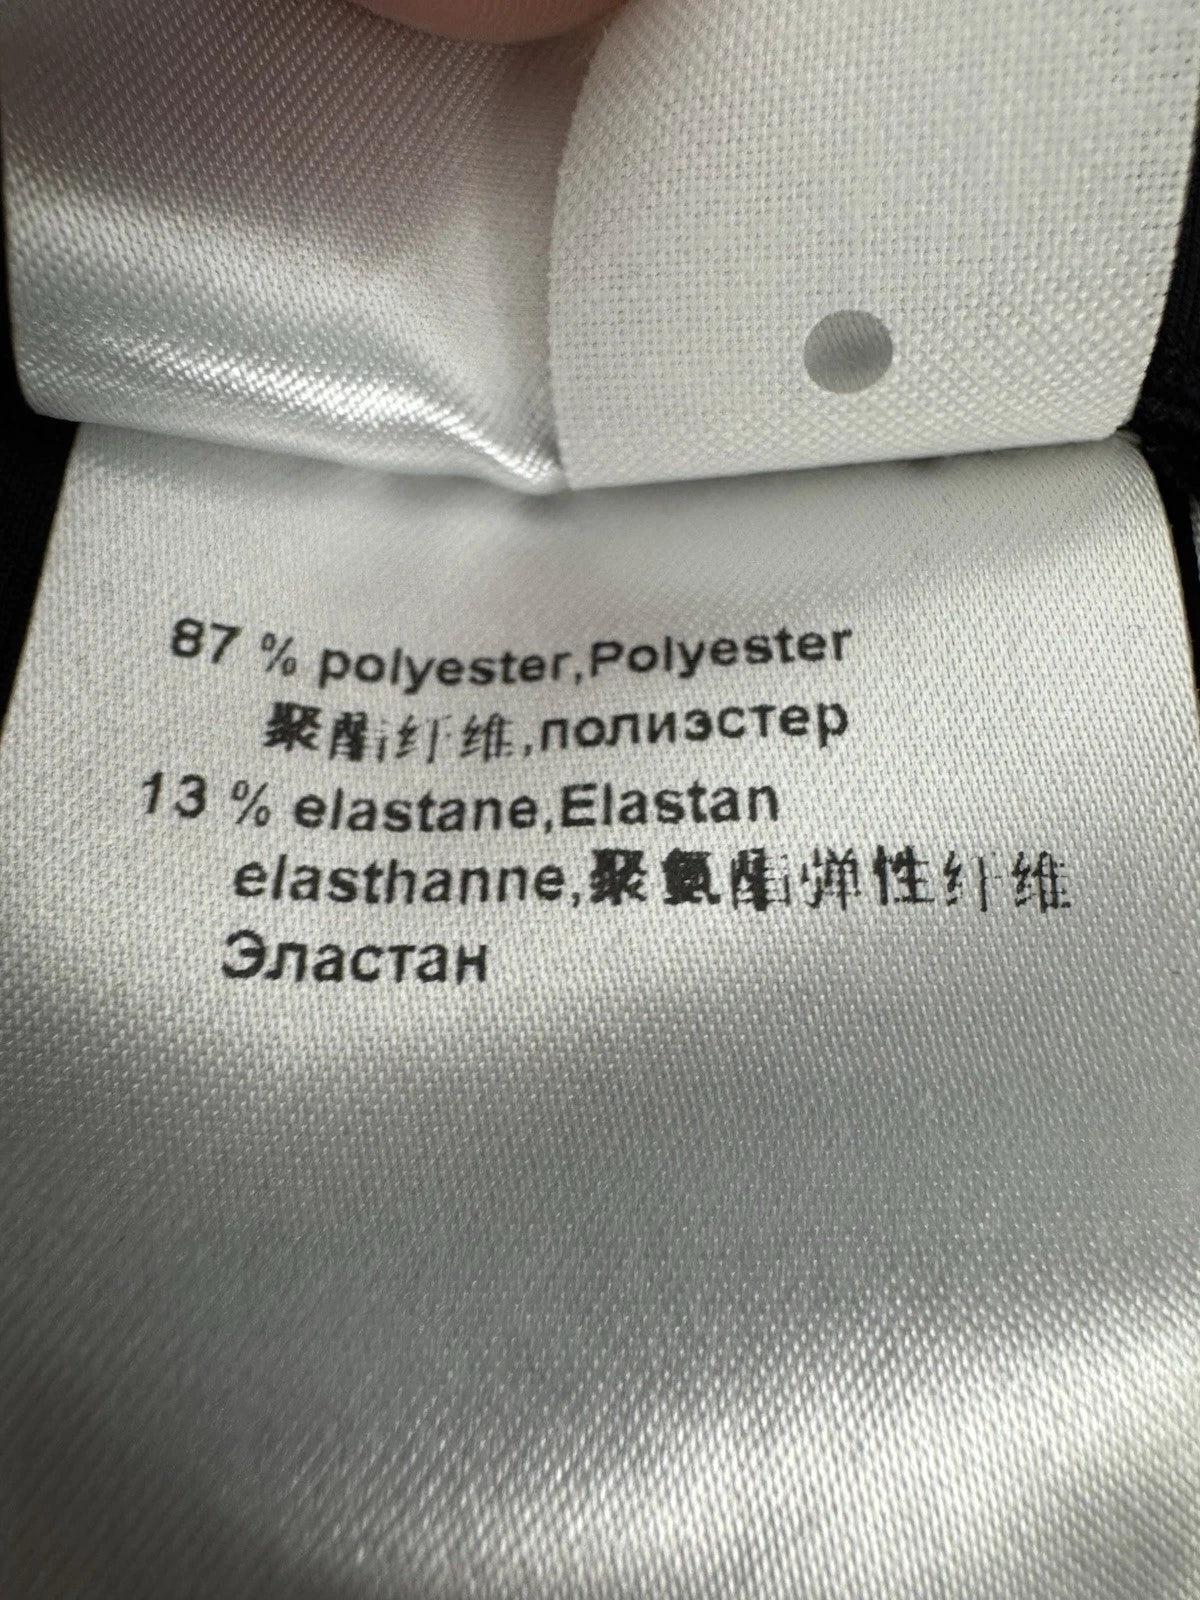 87 % polyester,Polyester
聚酯纤维,полиэстер
13 % elastane,Elastan
elasthanne,聚氨酯弹性纤维
Эластан